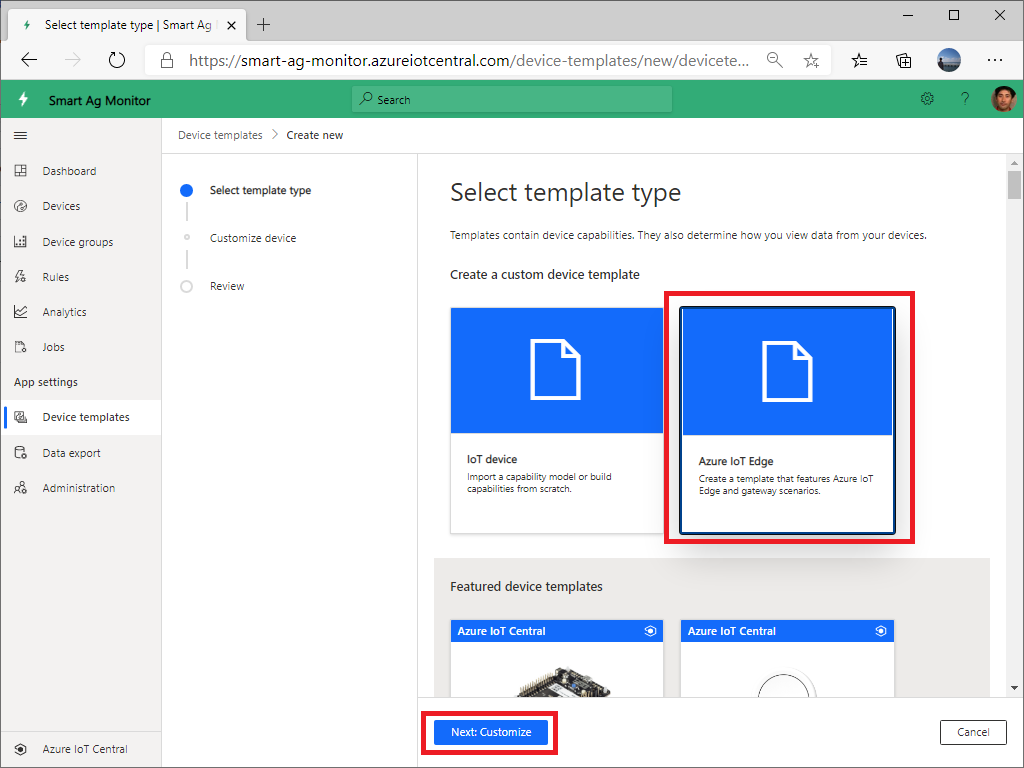 Select template type | Smart Ag
https://smart-ag-monitor.azureiotcentral.com/device-templates/new/devicete...
Smart Ag Monitor
Search
?
Device templates > Create new
Dashboard
Devices
Device groups
Rules
Analytics
Jobs
App settings
Device templates
Data export
Administration
Azure IoT Central
Select template type
Customize device
Review
Select template type
Templates contain device capabilities. They also determine how you view data from your devices.
Create a custom device template
IoT device
Import a capability model or build
capabilities from scratch.
Azure IoT Edge
Create a template that features Azure IoT
Edge and gateway scenarios.
Featured device templates
Azure IoT Central
Azure IoT Central
Next: Customize
Cancel